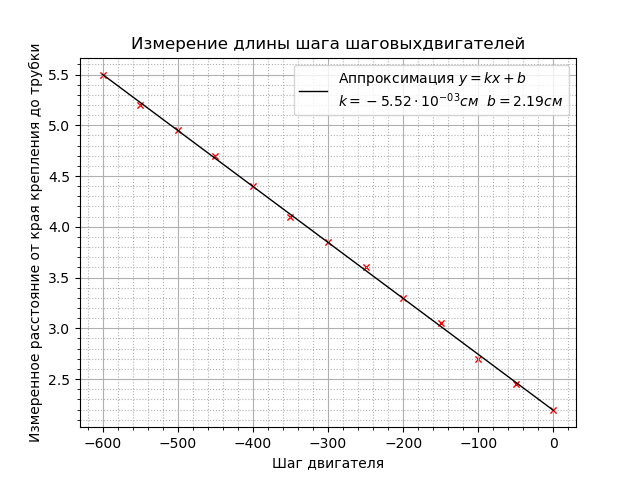 Измерение длины шага шаговыхдвигателей
Измеренное расстояние от края крепления до трубки
5.5
5.0
4.5
4.0
3.5
3.0
2.5
Аппроксимация y = kx + b
k = − 5.52 · 10⁻⁰³см b = 2.19см
−600 −500 −400 −300 −200 −100 0
Шаг двигателя